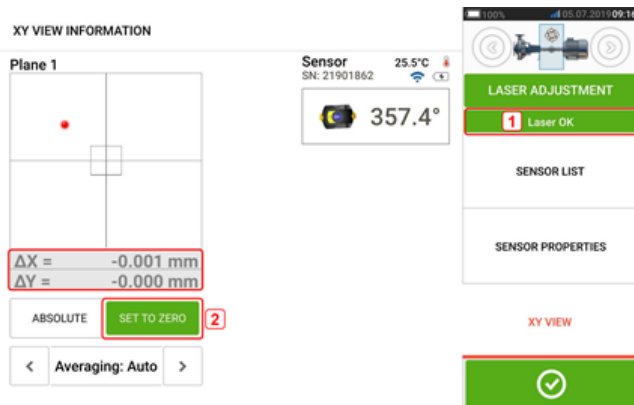 XY VIEW INFORMATION
Plane 1
Sensor 25.5°C
SN: 21901862
357.4°
ΔX = -0.001 mm
ΔY = -0.000 mm
ABSOLUTE
SET TO ZERO
2
< Averaging: Auto >
100% 05.07.2019 09:16
LASER ADJUSTMENT
1 Laser OK
SENSOR LIST
SENSOR PROPERTIES
XY VIEW